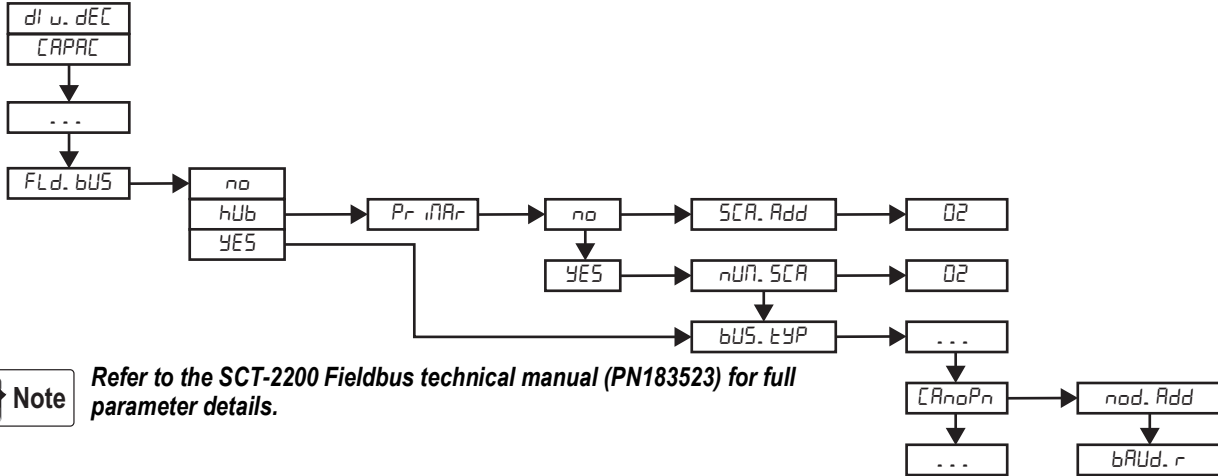 dI u. dEC
CAPAC
...
FLd. bUS
no
hUb
YES
Pr iMAr
no
SCA. Add
02
YES
nUM. SCA
02
bUS. tYP
...
Note
Refer to the SCT-2200 Fieldbus technical manual (PN183523) for full
parameter details.
CAnoPn
nod. Add
...
bAUd. r